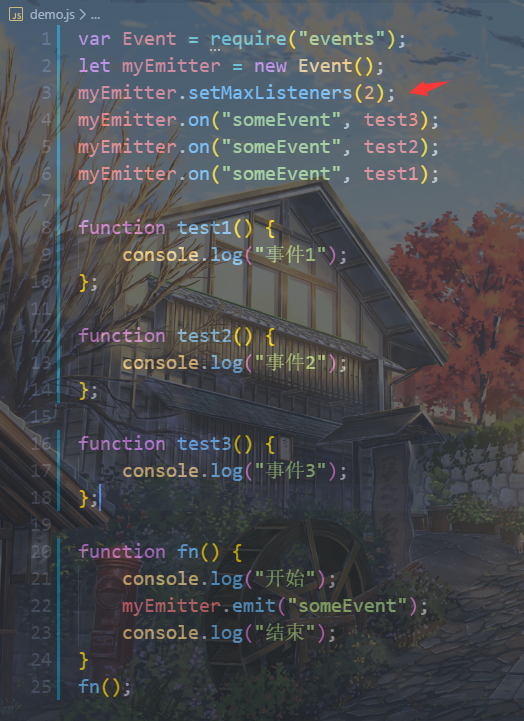 JS demo.js > ...
1 var Event = require("events");
2 let myEmitter = new Event();
3 myEmitter.setMaxListeners(2);
4 myEmitter.on("someEvent", test3);
5 myEmitter.on("someEvent", test2);
6 myEmitter.on("someEvent", test1);
7
8 function test1() {
9 console.log("事件1");
10 };
11
12 function test2() {
13 console.log("事件2");
14 };
15
16 function test3() {
17 console.log("事件3");
18 };
19
20 function fn() {
21 console.log("开始");
22 myEmitter.emit("someEvent");
23 console.log("结束");
24 }
25 fn();